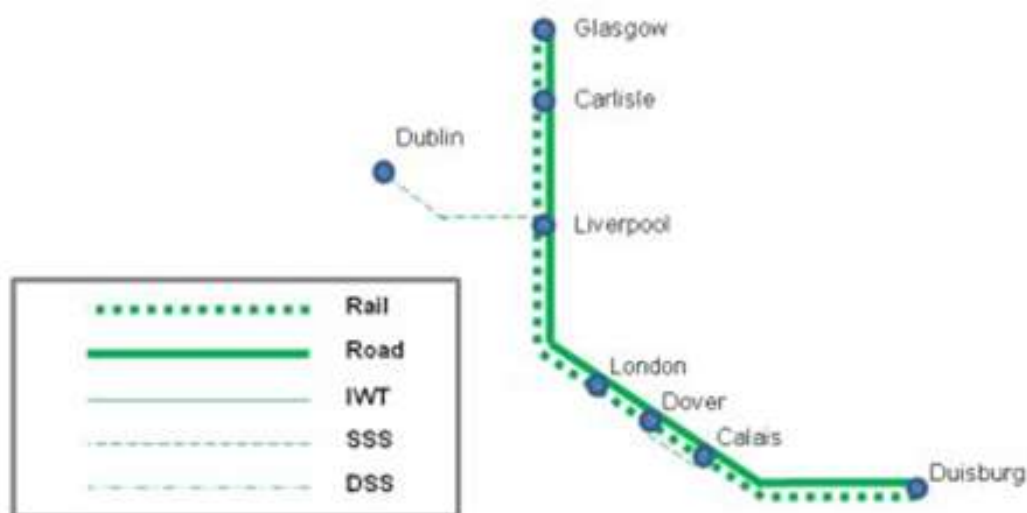 Glasgow
Carlisle
Dublin
Liverpool
Rail
Road
IWT
SSS
DSS
London
Dover
Calais
Duisburg